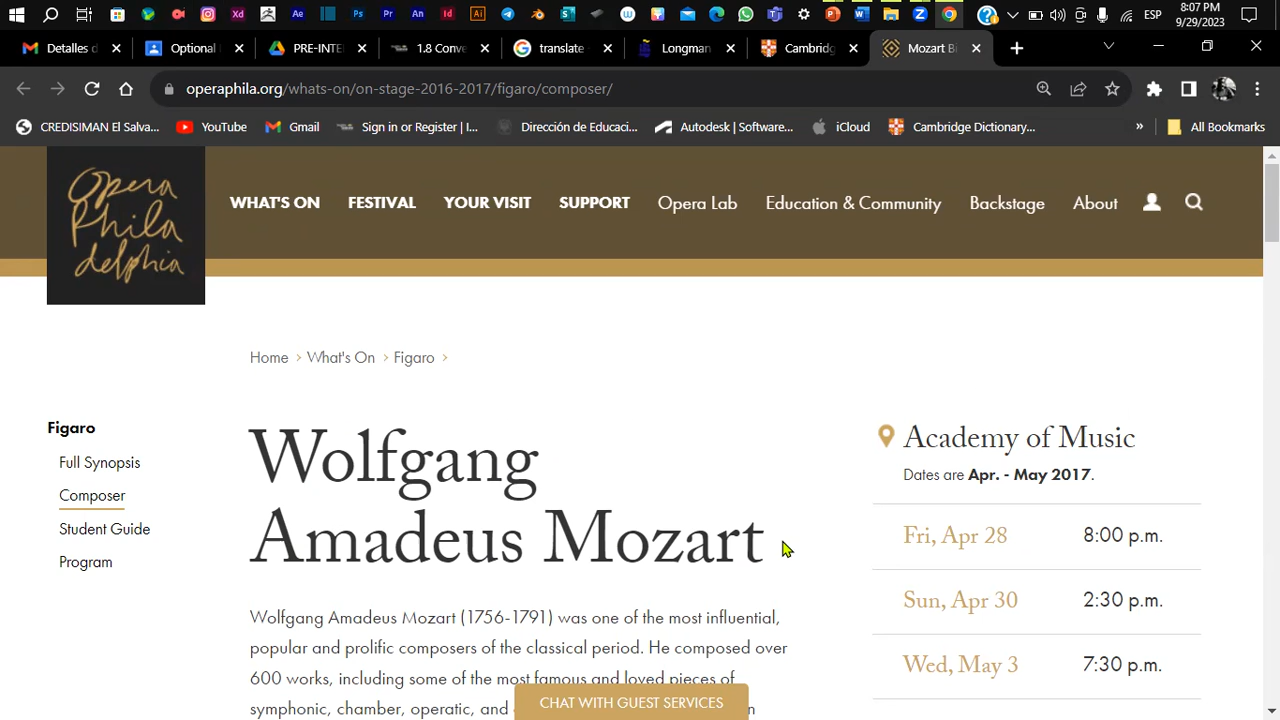 Xd Ae Ps Pr An Id Ai S W P W ESP 8:07 PM
9/29/2023
Detalles d Optional PRE-INTE 1.8 Conve translate Longman Cambridg Mozart Bi
operaphila.org/whats-on/on-stage-2016-2017/figaro/composer/
CREDISIMAN El Salva... YouTube Gmail Sign in or Register | I... Dirección de Educaci... Autodesk | Software... iCloud Cambridge Dictionary... » All Bookmarks
Opera
Phila
delphia
WHAT'S ON FESTIVAL YOUR VISIT SUPPORT Opera Lab Education & Community Backstage About
Home › What's On › Figaro ›
Figaro
Full Synopsis
Composer
Student Guide
Program
Wolfgang
Amadeus Mozart
Wolfgang Amadeus Mozart (1756-1791) was one of the most influential,
popular and prolific composers of the classical period. He composed over
600 works, including some of the most famous and loved pieces of
symphonic, chamber, operatic, and
Academy of Music
Dates are Apr. - May 2017.
Fri, Apr 28 8:00 p.m.
Sun, Apr 30 2:30 p.m.
Wed, May 3 7:30 p.m.
CHAT WITH GUEST SERVICES